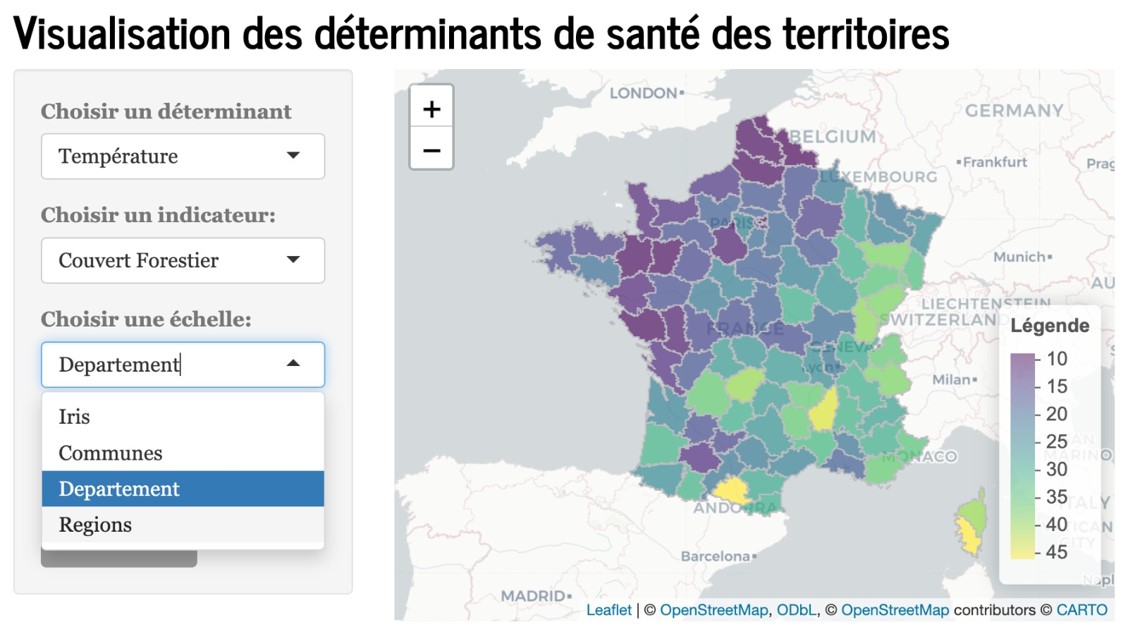 Visualisation des déterminants de santé des territoires
Choisir un déterminant
Température
Choisir un indicateur:
Couvert Forestier
Choisir une échelle:
Departement
Iris
Communes
Departement
Regions
+
−
LONDON
GERMANY
BELGIUM
Frankfurt
Prag
LUXEMBOURG
PARIS
Munich
AU
LIECHTENSTEIN
SWITZERLAND
FRANCE
GENEVA
Lyon
Milan
MONACO
SAN
MARINO
ITALY
VATICAN
CITY
Napl
ANDORRA
Barcelona
MADRID
Légende
10
15
20
25
30
35
40
45
Leaflet | © OpenStreetMap, ODbL, © OpenStreetMap contributors © CARTO